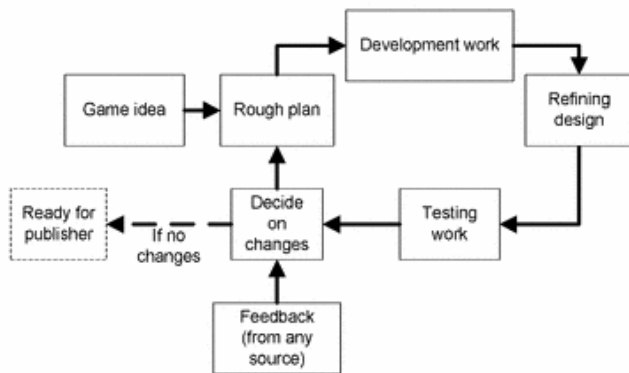 Development work
Game idea
Rough plan
Refining
design
Ready for
publisher
If no
changes
Decide
on
changes
Testing
work
Feedback
(from any
source)